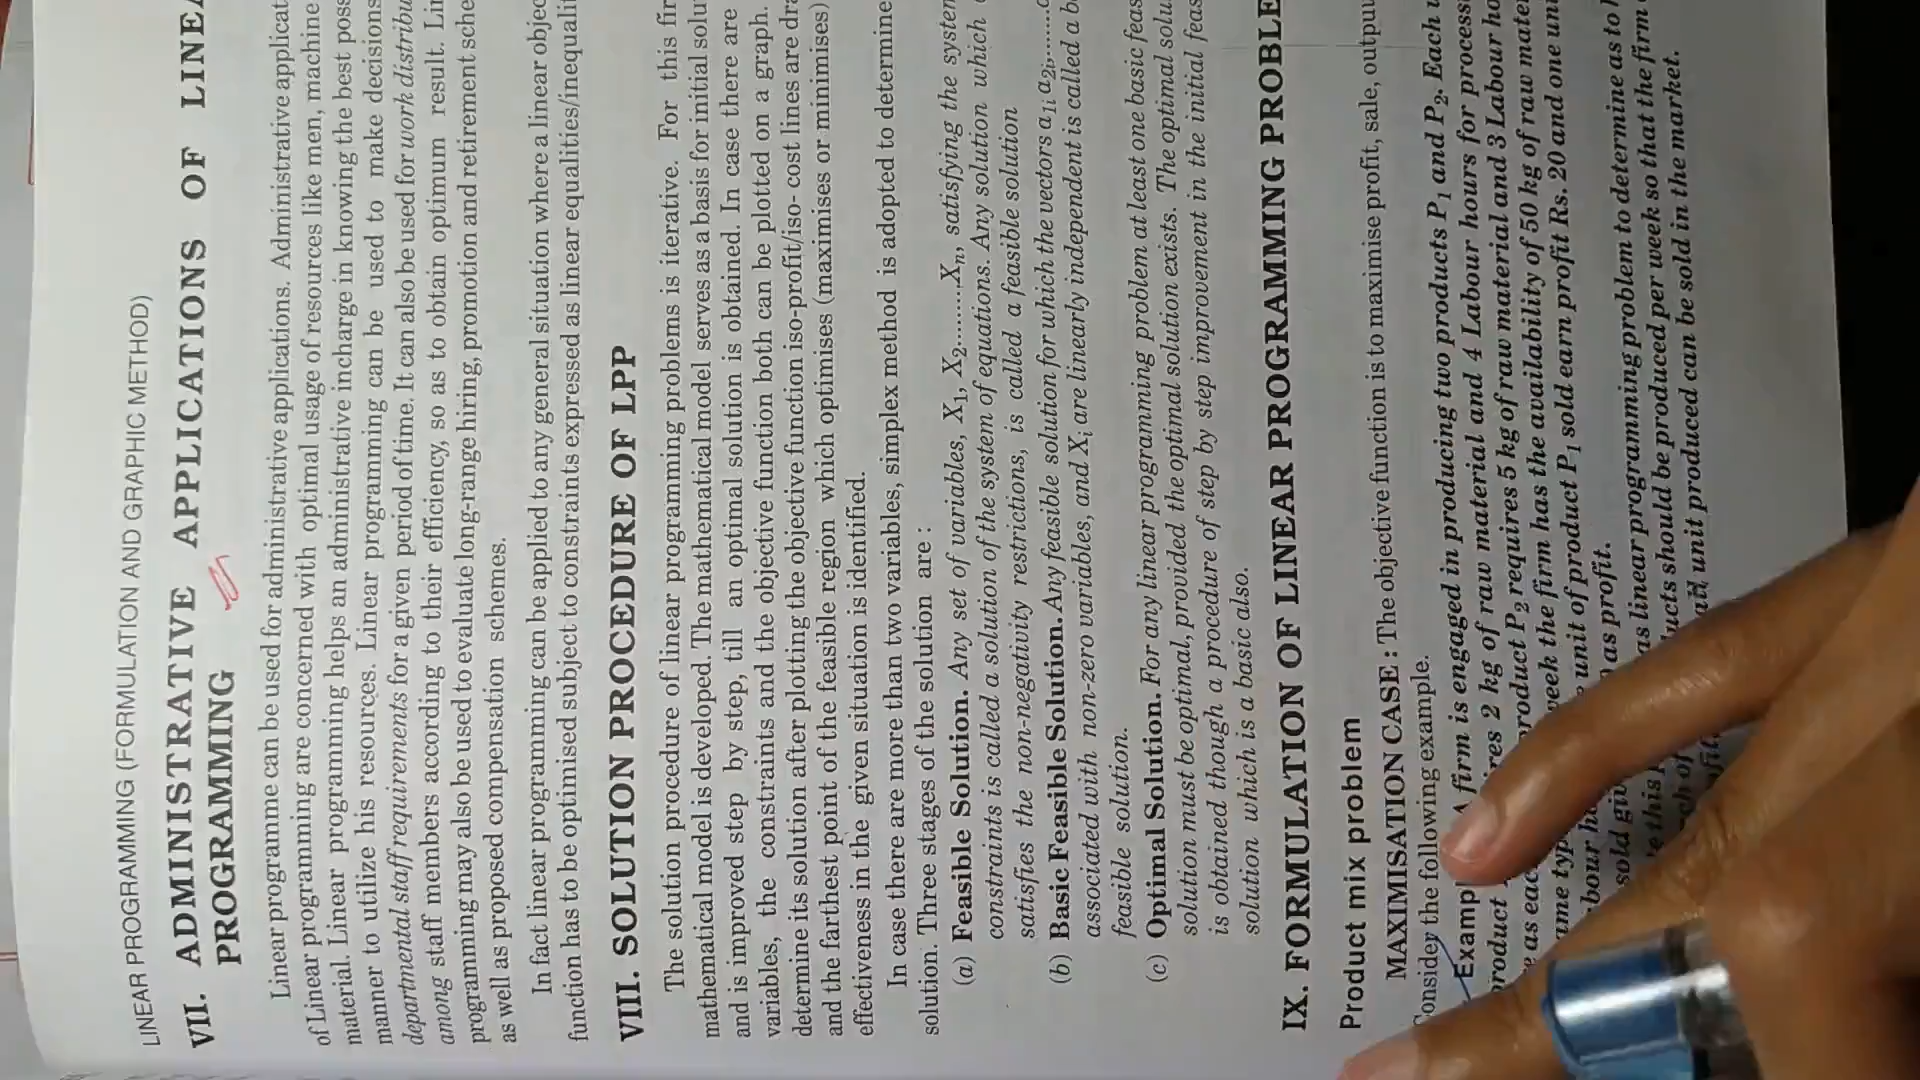 LINEAR PROGRAMMING (FORMULATION AND GRAPHIC METHOD)
VII. ADMINISTRATIVE APPLICATIONS OF
PROGRAMMING
Linear programme can be used for administrative applications. Administrative
of Linear programming are concerned with optimal usage of resources like men, machine
material. Linear programming helps an administrative incharge in knowing the best
manner to utilize his resources. Linear programming can be used to make decisions
departmental staff requirements for a given period of time. It can also be used for work
among staff members according to their efficiency, so as to obtain optimum result.
programming may also be used to evaluate long-range hiring, promotion and retirement
as well as proposed compensation schemes.
In fact linear programming can be applied to any general situation where a linear
function has to be optimised subject to constraints expressed as linear
VIII. SOLUTION PROCEDURE OF LPP
The solution procedure of linear programming problems is iterative. For this
mathematical model is developed. The mathematical model serves as a basis for initial
and is improved step by step, till an optimal solution is obtained. In case there are
variables, the constraints and the objective function both can be plotted on a graph.
determine its solution after plotting the objective function iso-profit/iso- cost lines are
and the farthest point of the feasible region which optimises (maximises or minimises)
effectiveness in the given situation is identified.
In case there are more than two variables, simplex method is adopted to determine
solution. Three stages of the solution are :
(a) Feasible Solution. Any set of variables, X1, X2.........Xn, satisfying the system
constraints is called a solution of the system of equations. Any solution which
satisfies the non-negativity restrictions, is called a feasible solution
(b) Basic Feasible Solution. Any feasible solution for which the vectors a1i a2i,......
associated with non-zero variables, and Xi are linearly independent is called a
feasible solution.
(c) Optimal Solution. For any linear programming problem at least one basic
solution must be optimal, provided the optimal solution exists. The optimal
is obtained though a procedure of step by step improvement in the initial
solution which is a basic also.
IX. FORMULATION OF LINEAR PROGRAMMING
Product mix problem
MAXIMISATION CASE : The objective function is to maximise profit, sale,
Consider the following example.
A firm is engaged in producing two products P1 and P2. Each
2 kg of raw material and 4 Labour hours for
product P2 requires 5 kg of raw material and 3 Labour
week the firm has the availability of 50 kg of raw
unit of product P1 sold earn profit Rs. 20 and one
as profit.
as linear programming problem to determine as to
should be produced per week so that the firm
unit produced can be sold in the market.